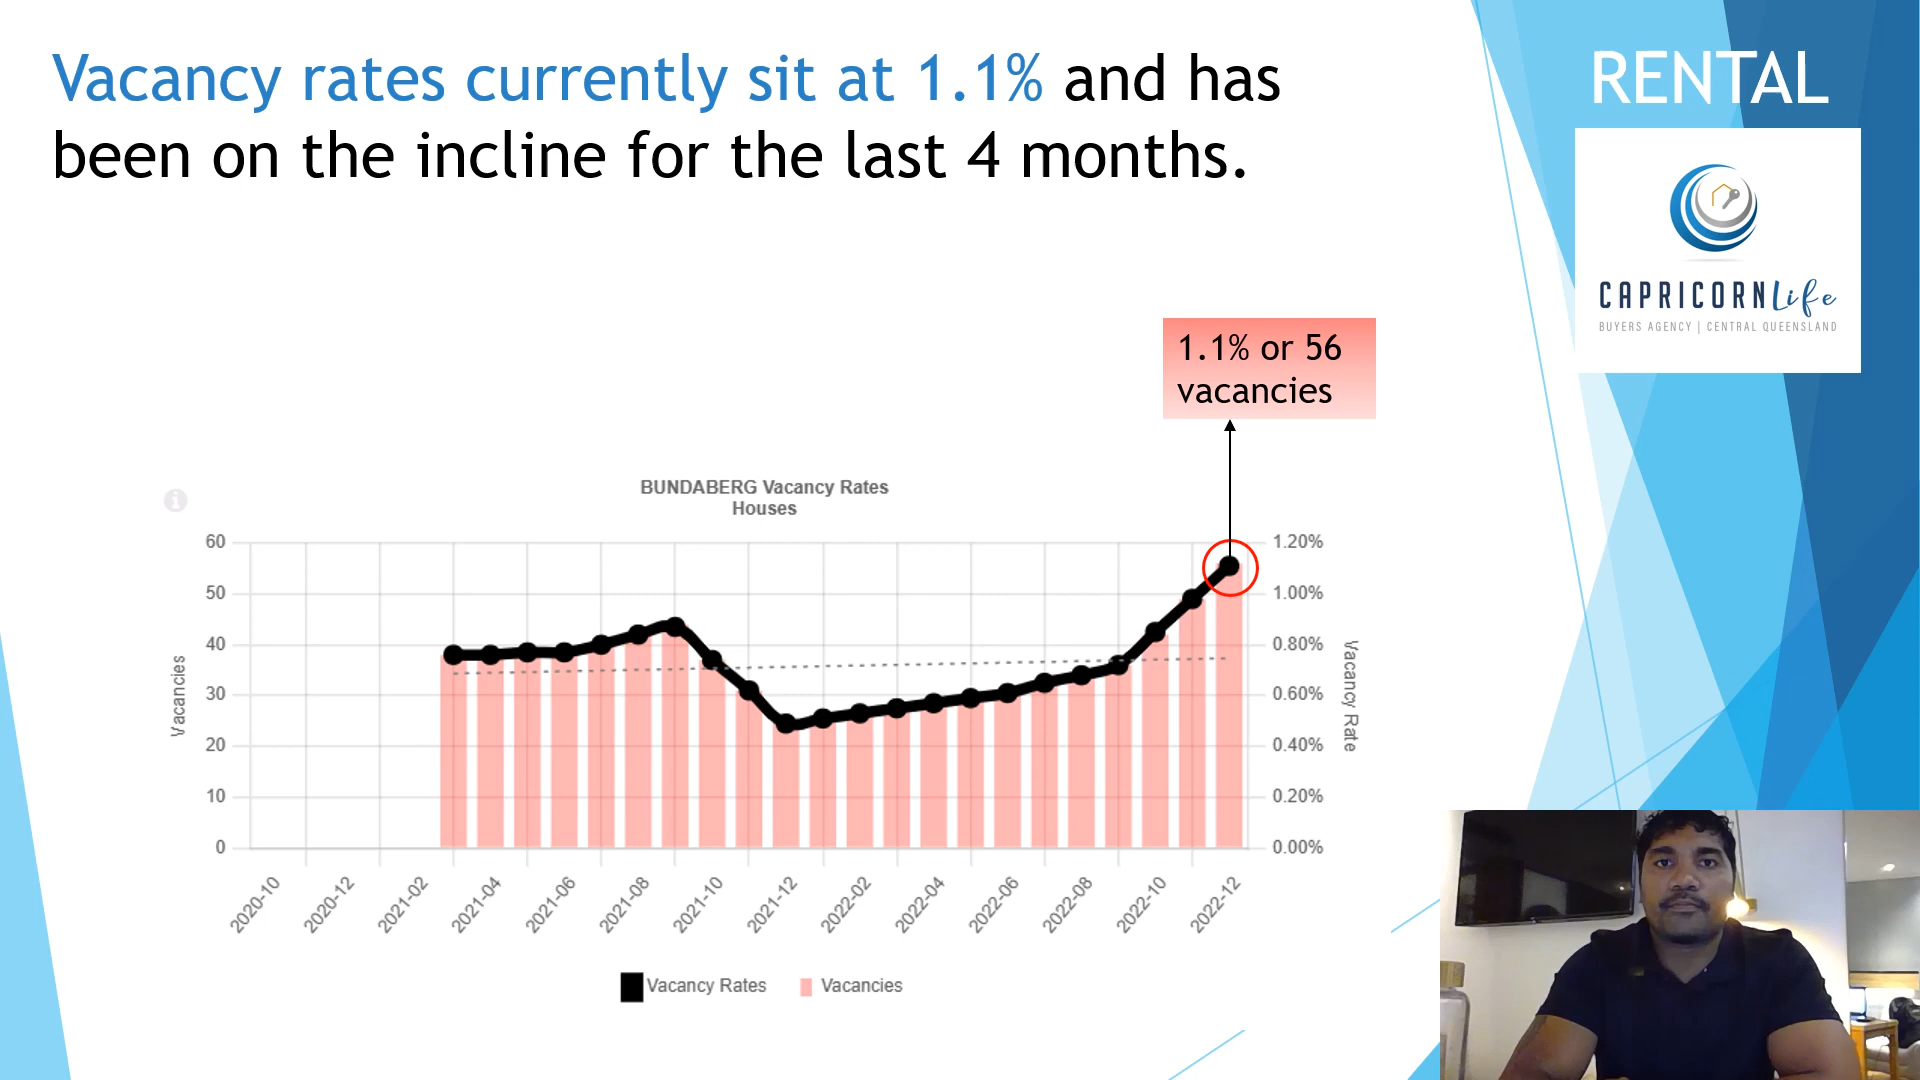 Vacancy rates currently sit at 1.1% and has
been on the incline for the last 4 months.
RENTAL
CAPRICORN Life
BUYERS AGENCY | CENTRAL QUEENSLAND
1.1% or 56
vacancies
BUNDABERG Vacancy Rates
Houses
60
50
40
30
20
10
0
Vacancies
1.20%
1.00%
0.80%
0.60%
0.40%
0.20%
0.00%
Vacancy Rate
2020-10
2020-12
2021-02
2021-04
2021-06
2021-08
2021-10
2021-12
2022-02
2022-04
2022-06
2022-08
2022-10
2022-12
Vacancy Rates
Vacancies